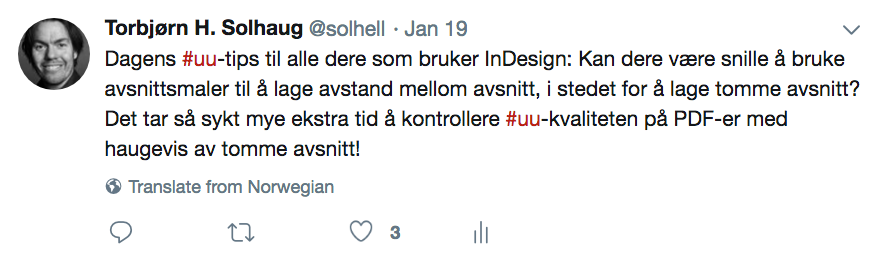 Torbjørn H. Solhaug @solhell · Jan 19
Dagens #uu-tips til alle dere som bruker InDesign: Kan dere være snille å bruke
avsnittsmaler til å lage avstand mellom avsnitt, i stedet for å lage tomme avsnitt?
Det tar så sykt mye ekstra tid å kontrollere #uu-kvaliteten på PDF-er med
haugevis av tomme avsnitt!
Translate from Norwegian
3